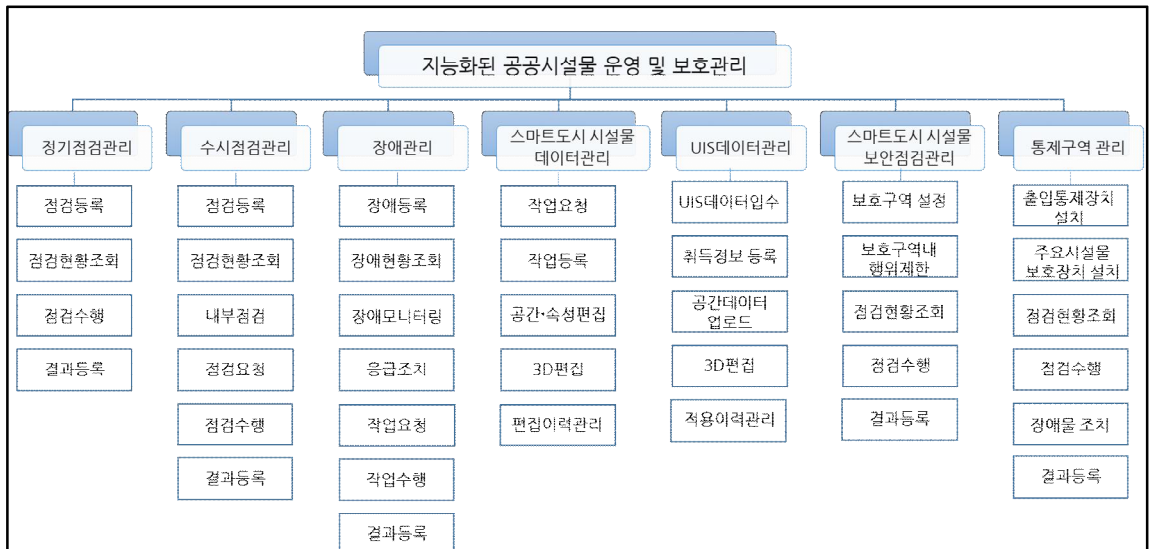 지능화된 공공시설물 운영 및 보호관리
정기점검관리
점검등록
점검현황조회
점검수행
결과등록
수시점검관리
점검등록
점검현황조회
내부점검
점검요청
점검수행
결과등록
장애관리
장애등록
장애현황조회
장애모니터링
응급조치
작업요청
작업수행
결과등록
스마트도시 시설물
데이터관리
작업요청
작업등록
공간·속성편집
3D편집
편집이력관리
UIS데이터관리
UIS데이터입수
취득정보 등록
공간데이터
업로드
3D편집
적용이력관리
스마트도시 시설물
보안점검관리
보호구역 설정
보호구역내
행위제한
점검현황조회
점검수행
결과등록
통제구역 관리
출입통제장치
설치
주요시설물
보호장치 설치
점검현황조회
점검수행
장애물 조치
결과등록